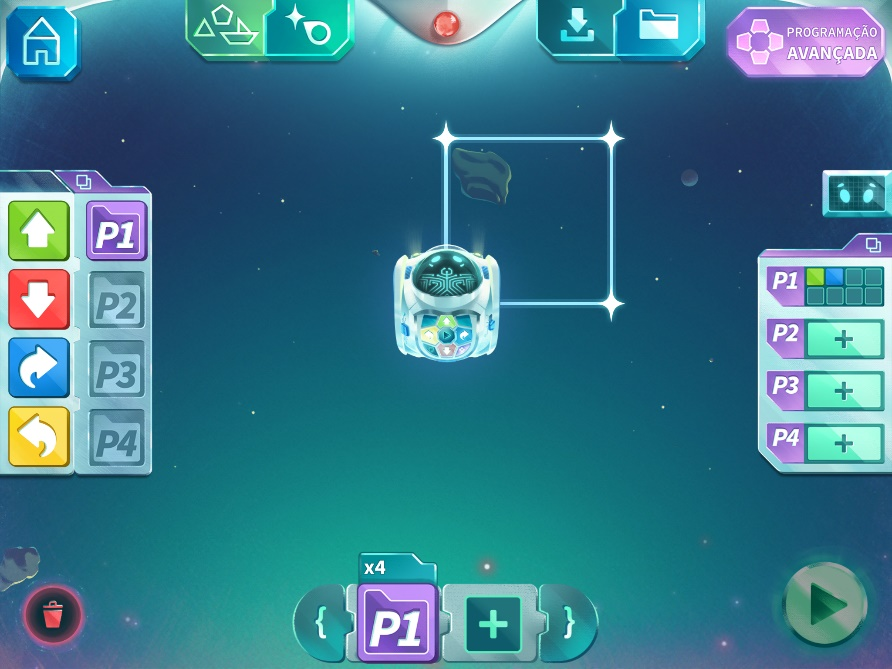 PROGRAMAÇÃO
AVANÇADA
P1
P2
P3
P4
P1
P2
+
P3
+
P4
+
x4
{
P1
+
}